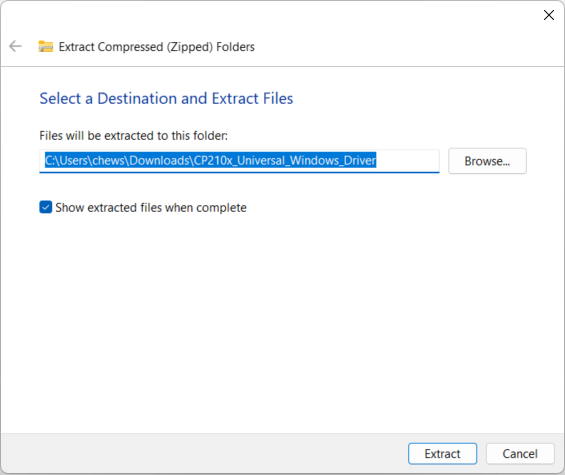 Extract Compressed (Zipped) Folders
Select a Destination and Extract Files
Files will be extracted to this folder:
C:\Users\chews\Downloads\CP210x_Universal_Windows_Driver
Browse...
Show extracted files when complete
Extract
Cancel